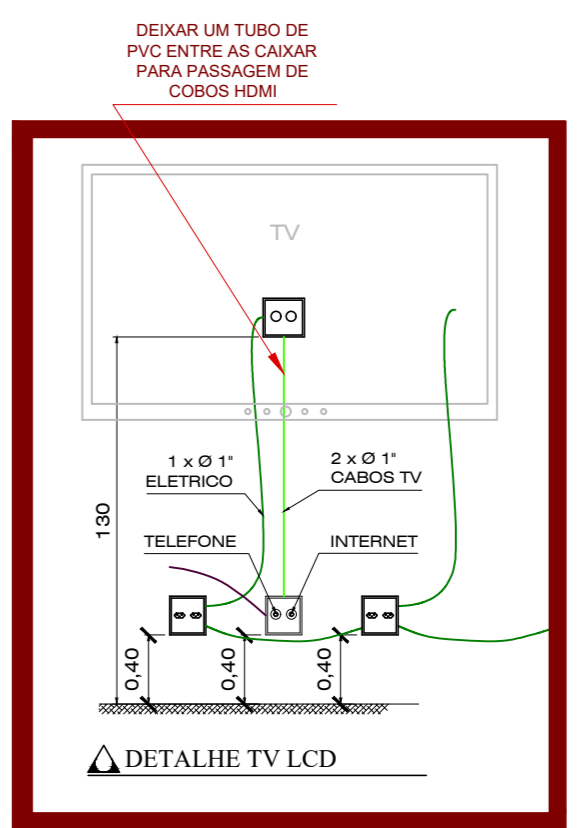 DEIXAR UM TUBO DE
PVC ENTRE AS CAIXAR
PARA PASSAGEM DE
COBOS HDMI
TV
1 x Ø 1"
ELETRICO
2 x Ø 1"
CABOS TV
130
TELEFONE
INTERNET
0,40
0,40
0,40
DETALHE TV LCD